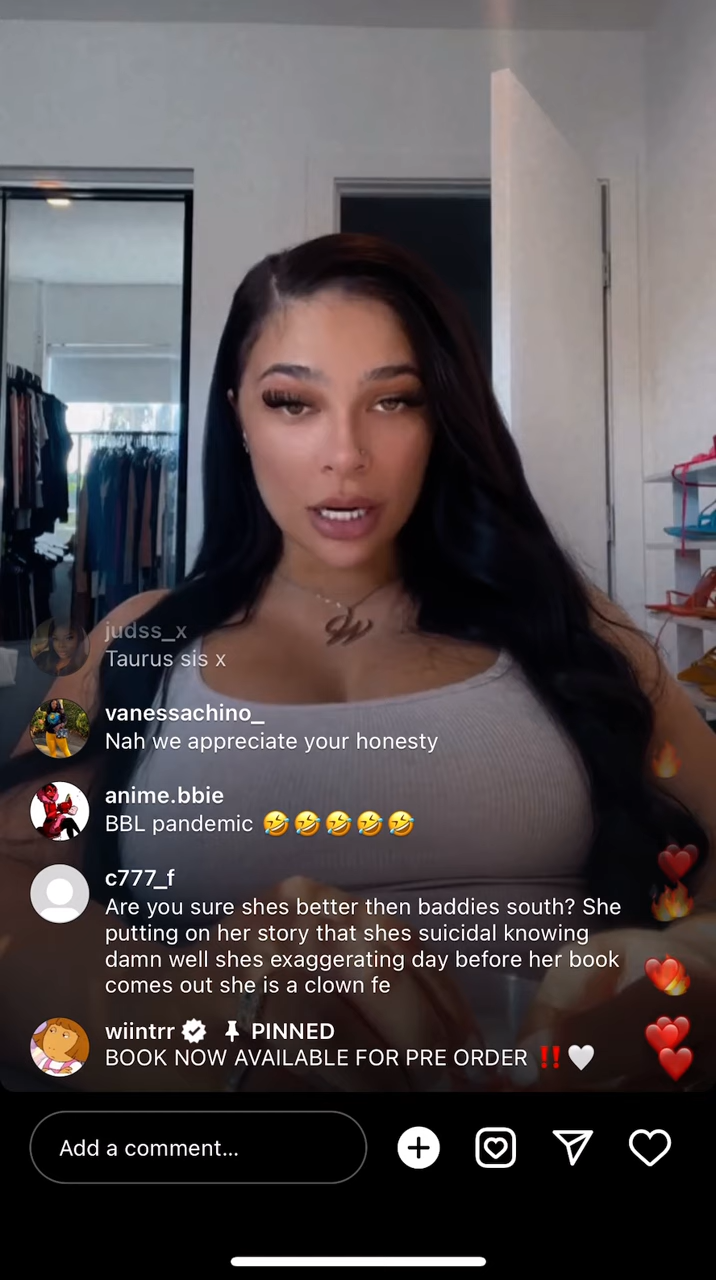 judss_x
Taurus sis x
vanessachino_
Nah we appreciate your honesty
anime.bbie
BBL pandemic 🤣🤣🤣🤣🤣
c777_f
Are you sure shes better then baddies south? She
putting on her story that shes suicidal knowing
damn well shes exaggerating day before her book
comes out she is a clown fe
wiintrr PINNED
BOOK NOW AVAILABLE FOR PRE ORDER ‼️🤍
Add a comment...